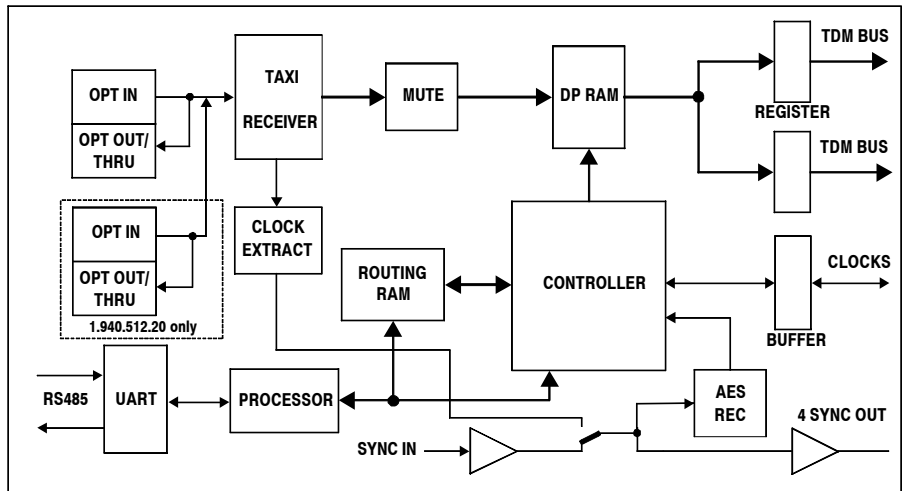 OPT IN
OPT OUT/
THRU
TAXI
RECEIVER
MUTE
DP RAM
REGISTER
TDM BUS
TDM BUS
OPT IN
OPT OUT/
THRU
1.940.512.20 only
CLOCK
EXTRACT
ROUTING
RAM
CONTROLLER
CLOCKS
BUFFER
RS485
UART
PROCESSOR
AES
REC
SYNC IN
4 SYNC OUT